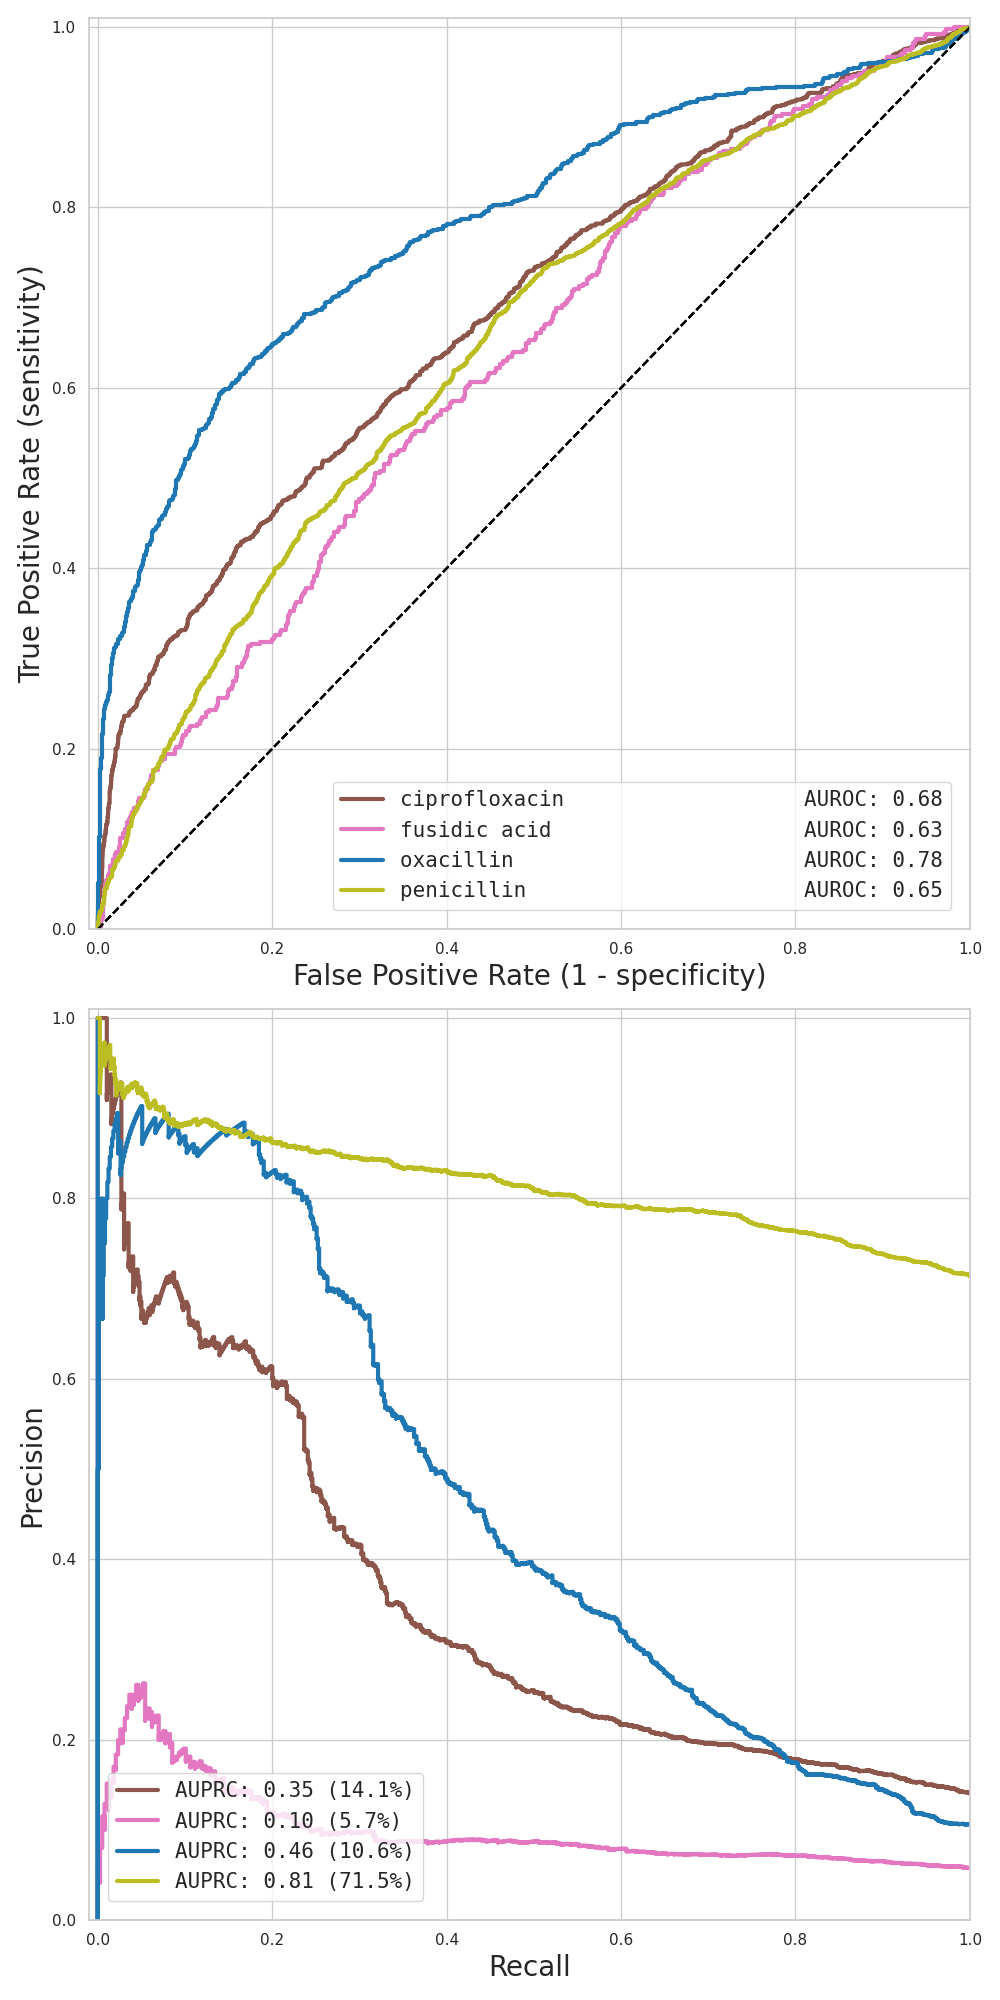 1.0
0.8
0.6
0.4
0.2
0.0
True Positive Rate (sensitivity)
ciprofloxacin AUROC: 0.68
fusidic acid AUROC: 0.63
oxacillin AUROC: 0.78
penicillin AUROC: 0.65
0.0 0.2 0.4 0.6 0.8 1.0
False Positive Rate (1 - specificity)
1.0
0.8
0.6
0.4
0.2
0.0
Precision
AUPRC: 0.35 (14.1%)
AUPRC: 0.10 (5.7%)
AUPRC: 0.46 (10.6%)
AUPRC: 0.81 (71.5%)
0.0 0.2 0.4 0.6 0.8 1.0
Recall